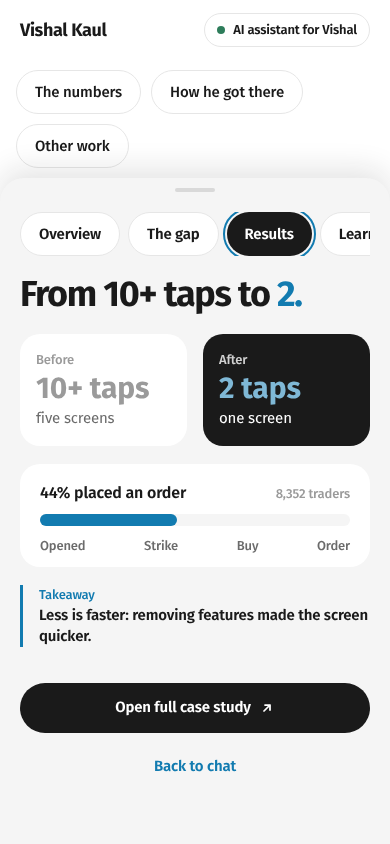 Vishal Kaul
AI assistant for Vishal
The numbers
How he got there
Other work
Overview
The gap
Results
Lear
From 10+ taps to 2.
Before
10+ taps
five screens
After
2 taps
one screen
44% placed an order
8,352 traders
Opened
Strike
Buy
Order
Takeaway
Less is faster: removing features made the screen
quicker.
Open full case study ↗
Back to chat